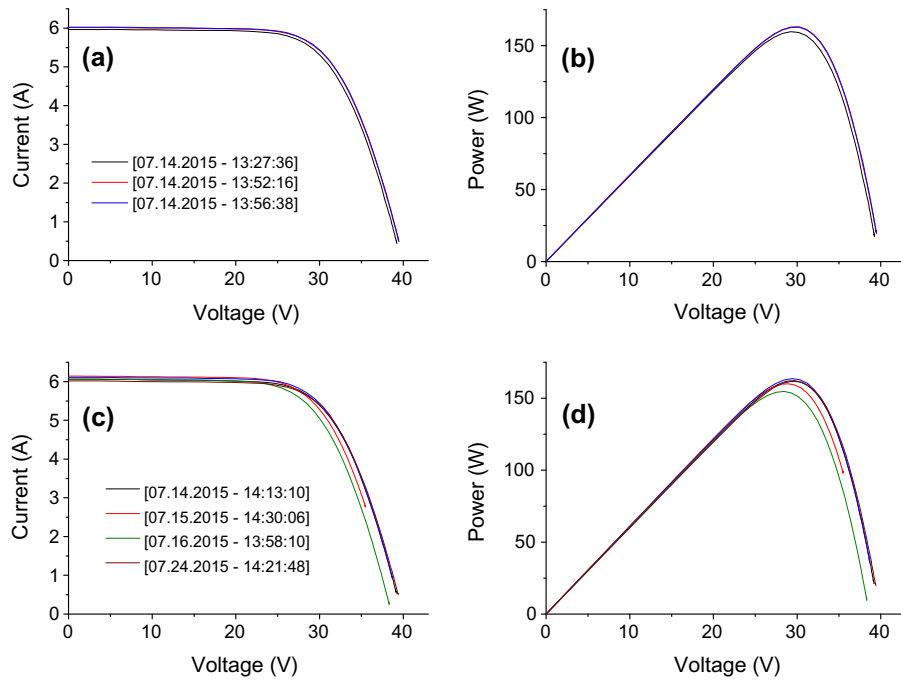 (a)
Current (A)
6
5
4
3
2
1
0
[07.14.2015 - 13:27:36]
[07.14.2015 - 13:52:16]
[07.14.2015 - 13:56:38]
0 10 20 30 40
Voltage (V)
(b)
Power (W)
150
100
50
0
0 10 20 30 40
Voltage (V)
(c)
Current (A)
6
5
4
3
2
1
0
[07.14.2015 - 14:13:10]
[07.15.2015 - 14:30:06]
[07.16.2015 - 13:58:10]
[07.24.2015 - 14:21:48]
0 10 20 30 40
Voltage (V)
(d)
Power (W)
150
100
50
0
0 10 20 30 40
Voltage (V)